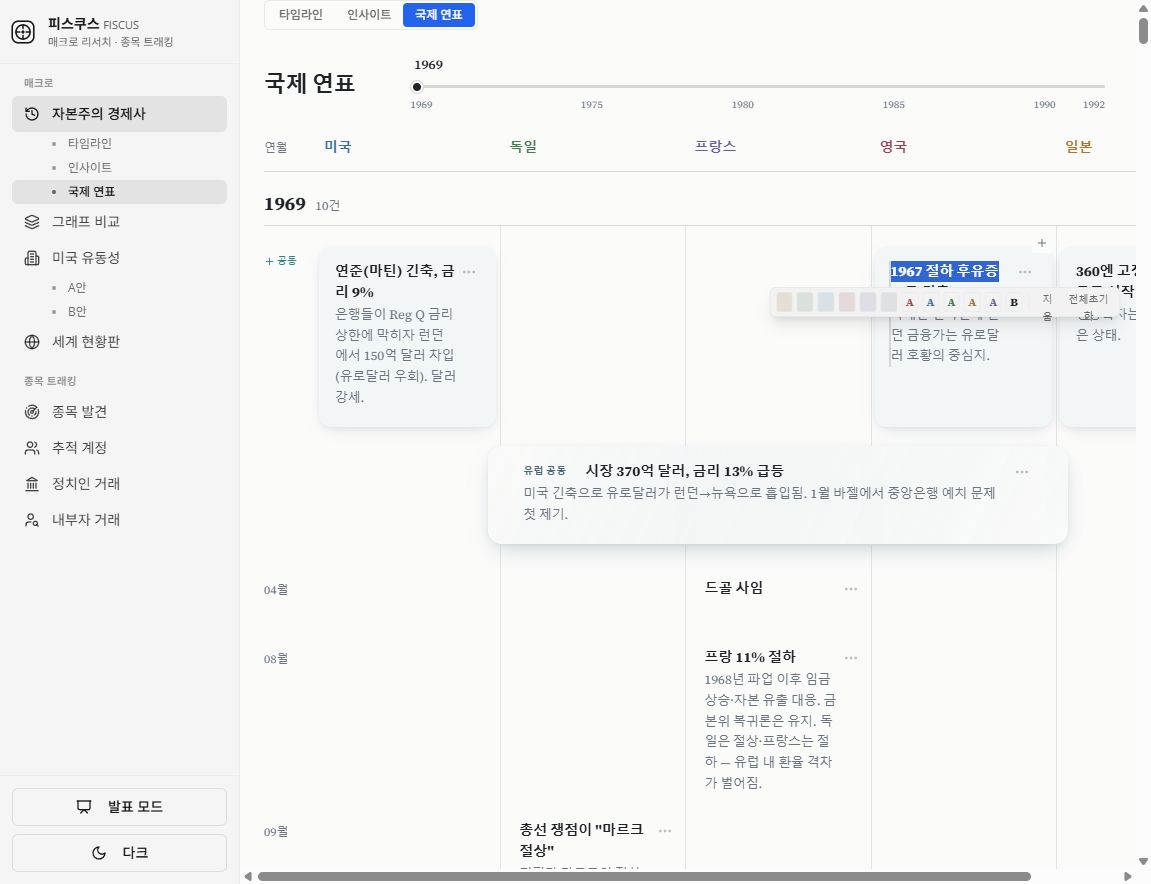 피스쿠스 FISCUS
매크로 리서치 · 종목 트래킹
매크로
자본주의 경제사
타임라인
인사이트
국제 연표
그래프 비교
미국 유동성
A안
B안
세계 현황판
종목 트래킹
종목 발견
추적 계정
정치인 거래
내부자 거래
발표 모드
다크
타임라인 인사이트 국제 연표
국제 연표
1969
1969 1975 1980 1985 1990 1992
연월 미국 독일 프랑스 영국 일본
1969 10건
+ 공동
연준(마틴) 긴축, 금
리 9%
은행들이 Reg Q 금리
상한에 막히자 런던
에서 150억 달러 차입
(유로달러 우회). 달러
강세.
+
1967 절하 후유증
A A A A A B 지움 전체초기화
던 금융가는 유로달
러 호황의 중심지.
360엔 고정
은 상태.
유럽 공동 시장 370억 달러, 금리 13% 급등
미국 긴축으로 유로달러가 런던→뉴욕으로 흡입됨. 1월 바젤에서 중앙은행 예치 문제
첫 제기.
04월
드골 사임
08월
프랑 11% 절하
1968년 파업 이후 임금
상승·자본 유출 대응. 금
본위 복귀론은 유지. 독
일은 절상·프랑스는 절
하 — 유럽 내 환율 격차
가 벌어짐.
09월
총선 쟁점이 "마르크
절상"